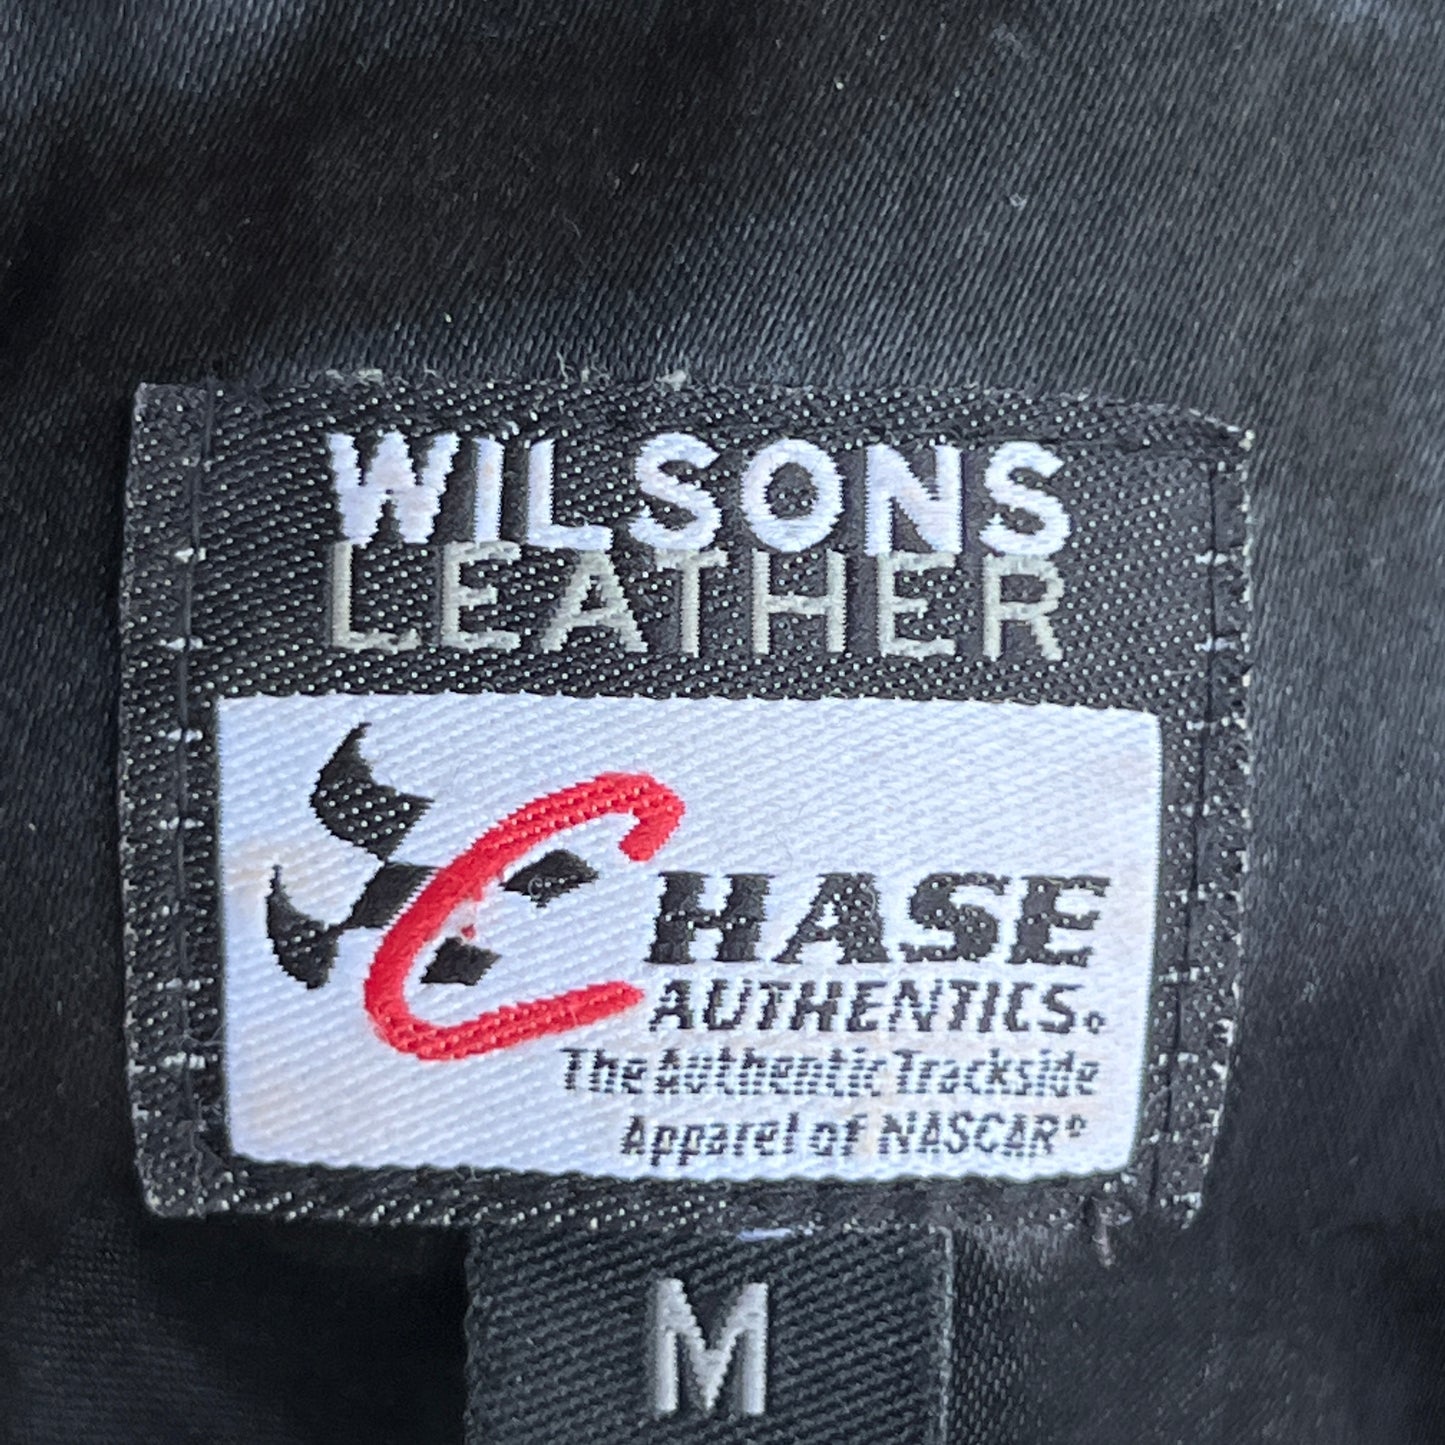 WILSONS
LEATHER
CHASE
AUTHENTICS®
The Authentic Trackside
Apparel of NASCAR®
M